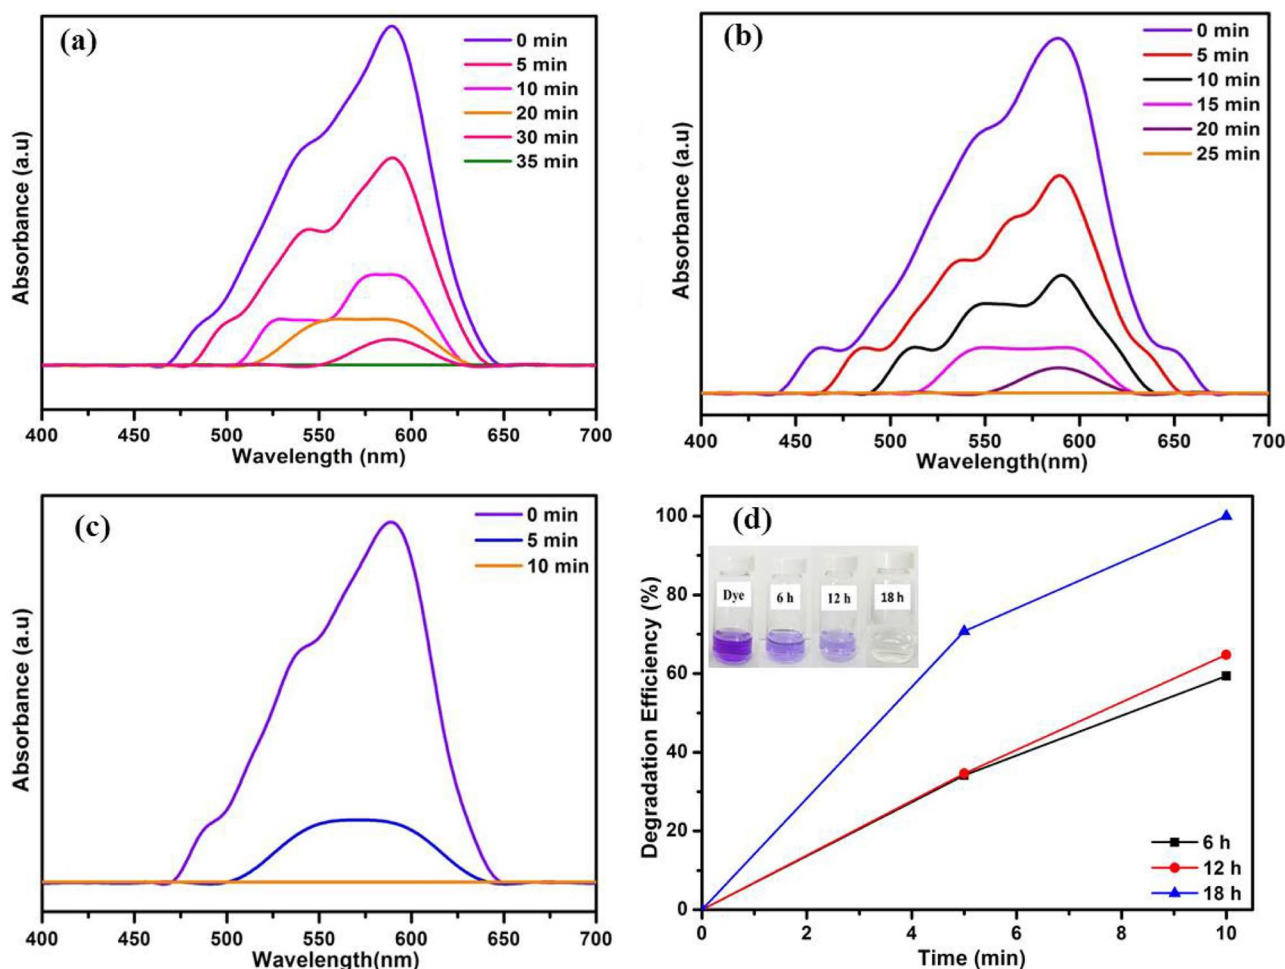 (a)
0 min
5 min
10 min
20 min
30 min
35 min
Absorbance (a.u)
400 450 500 550 600 650 700
Wavelength (nm)
(b)
0 min
5 min
10 min
15 min
20 min
25 min
Absorbance (a.u)
400 450 500 550 600 650 700
Wavelength(nm)
(c)
0 min
5 min
10 min
Absorbance (a.u)
400 450 500 550 600 650 700
Wavelength(nm)
(d)
100
80
60
40
20
0
Degradation Efficiency (%)
Dye 6 h 12 h 18 h
6 h
12 h
18 h
0 2 4 6 8 10
Time (min)